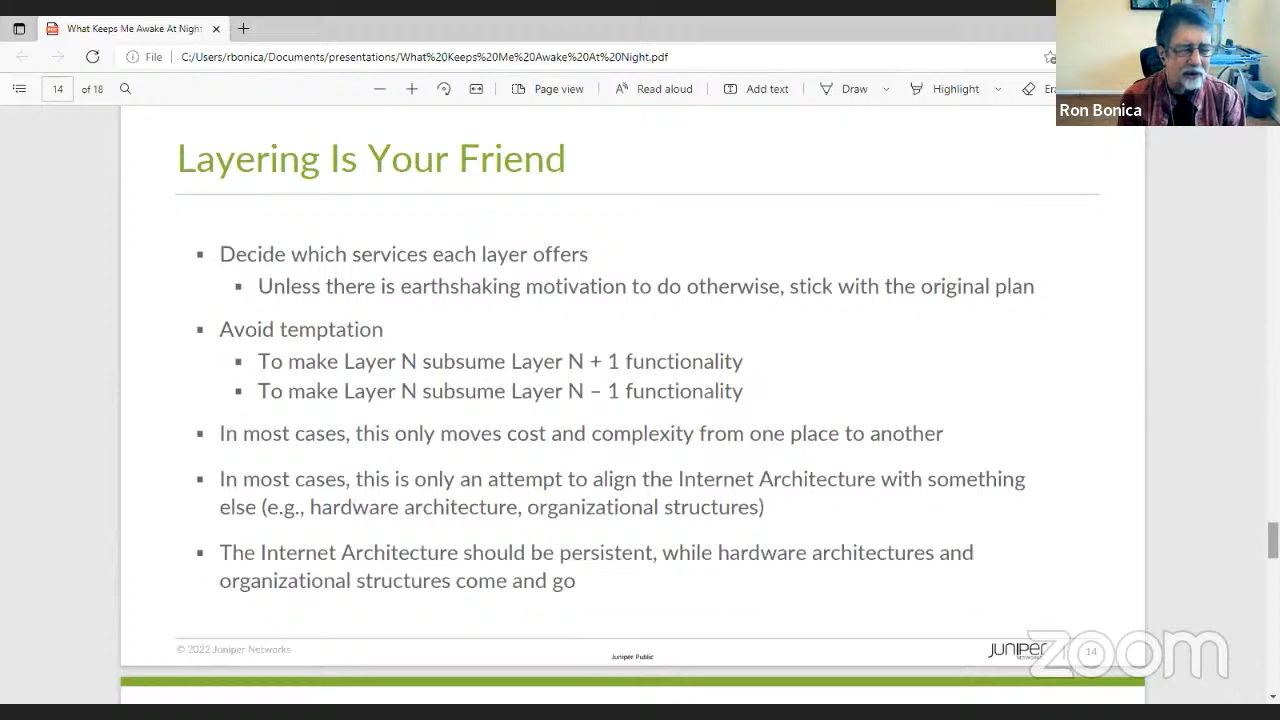 What Keeps Me Awake At Night
File
C:/Users/rbonica/Documents/presentations/What%20Keeps%20Me%20Awake%20At%20Night.pdf
14 of 18
Page view
Read aloud
Add text
Draw
Highlight
Ron Bonica
Layering Is Your Friend
▪ Decide which services each layer offers
▪ Unless there is earthshaking motivation to do otherwise, stick with the original plan
▪ Avoid temptation
▪ To make Layer N subsume Layer N + 1 functionality
▪ To make Layer N subsume Layer N – 1 functionality
▪ In most cases, this only moves cost and complexity from one place to another
▪ In most cases, this is only an attempt to align the Internet Architecture with something
else (e.g., hardware architecture, organizational structures)
▪ The Internet Architecture should be persistent, while hardware architectures and
organizational structures come and go
© 2022 Juniper Networks
Juniper Public
JUNIPER
14
zoom